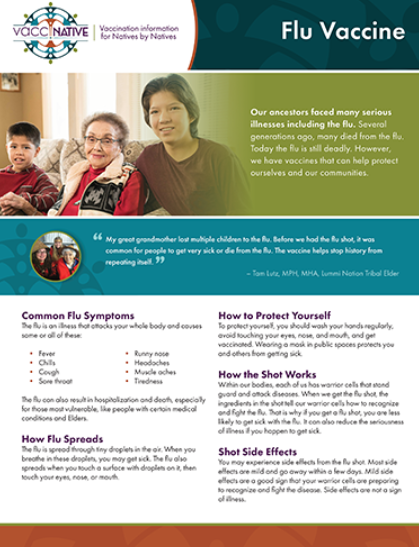 VACCINATIVE
Vaccination information
for Natives by Natives
Flu Vaccine
Our ancestors faced many serious
illnesses including the flu. Several
generations ago, many died from the flu.
Today the flu is still deadly. However,
we have vaccines that can help protect
ourselves and our communities.
“ My great grandmother lost multiple children to the flu. Before we had the flu shot, it was
common for people to get very sick or die from the flu. The vaccine helps stop history from
repeating itself. ”
– Tam Lutz, MPH, MHA, Lummi Nation Tribal Elder
Common Flu Symptoms
The flu is an illness that attacks your whole body and causes
some or all of these:
• Fever
• Chills
• Cough
• Sore throat
• Runny nose
• Headaches
• Muscle aches
• Tiredness
The flu can also result in hospitalization and death, especially
for those most vulnerable, like people with certain medical
conditions and Elders.
How Flu Spreads
The flu is spread through tiny droplets in the air. When you
breathe in these droplets, you may get sick. The flu also
spreads when you touch a surface with droplets on it, then
touch your eyes, nose, or mouth.
How to Protect Yourself
To protect yourself, you should wash your hands regularly,
avoid touching your eyes, nose, and mouth, and get
vaccinated. Wearing a mask in public spaces protects you
and others from getting sick.
How the Shot Works
Within our bodies, each of us has warrior cells that stand
guard and attack diseases. When we get the flu shot, the
ingredients in the shot tell our warrior cells how to recognize
and fight the flu. That is why if you get a flu shot, you are less
likely to get sick with the flu. It can also reduce the seriousness
of illness if you happen to get sick.
Shot Side Effects
You may experience side effects from the flu shot. Most side
effects are mild and go away within a few days. Mild side
effects are a good sign that your warrior cells are preparing
to recognize and fight the disease. Side effects are not a sign
of illness.